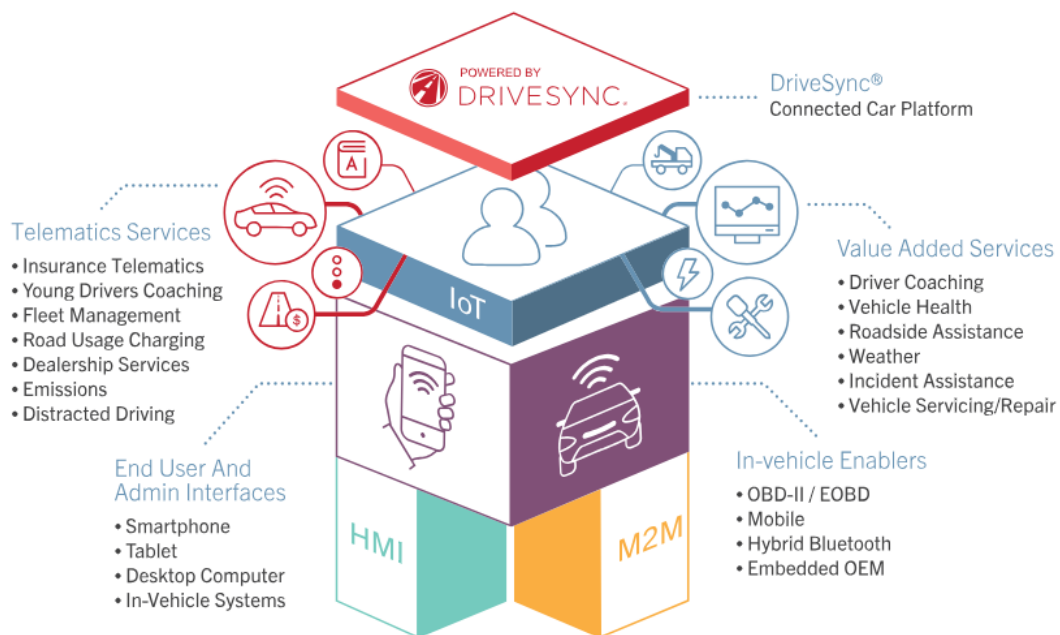 POWERED BY
DRIVESYNC®
DriveSync®
Connected Car Platform
A
Telematics Services
• Insurance Telematics
• Young Drivers Coaching
• Fleet Management
• Road Usage Charging
• Dealership Services
• Emissions
• Distracted Driving
$
IoT
Value Added Services
• Driver Coaching
• Vehicle Health
• Roadside Assistance
• Weather
• Incident Assistance
• Vehicle Servicing/Repair
End User And
Admin Interfaces
• Smartphone
• Tablet
• Desktop Computer
• In-Vehicle Systems
HMI
M2M
In-vehicle Enablers
• OBD-II / EOBD
• Mobile
• Hybrid Bluetooth
• Embedded OEM